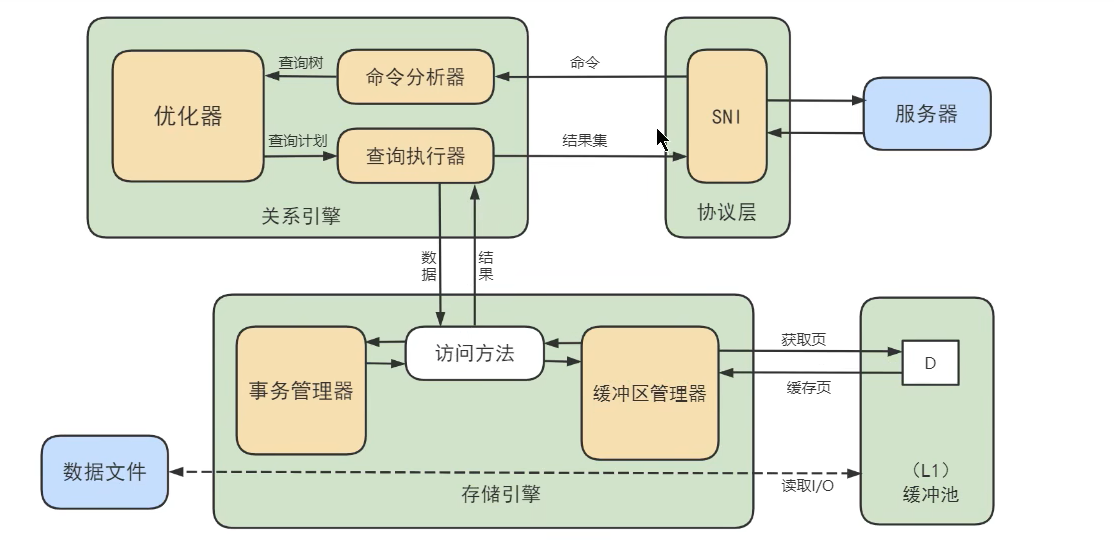 查询树
命令分析器
命令
优化器
SNI
服务器
查询计划
查询执行器
结果集
关系引擎
协议层
数据
结果
访问方法
获取页
D
事务管理器
缓冲区管理器
缓存页
数据文件
存储引擎
读取I/O
（L1）
缓冲池